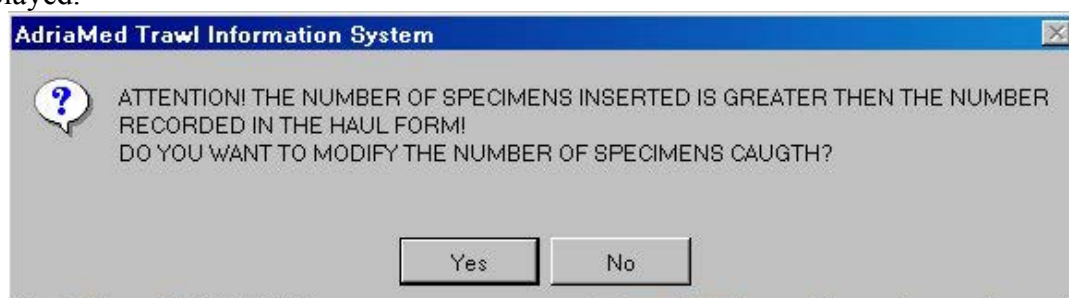 AdriaMed Trawl Information System
ATTENTION! THE NUMBER OF SPECIMENS INSERTED IS GREATER THEN THE NUMBER
RECORDED IN THE HAUL FORM!
DO YOU WANT TO MODIFY THE NUMBER OF SPECIMENS CAUGTH?
Yes
No